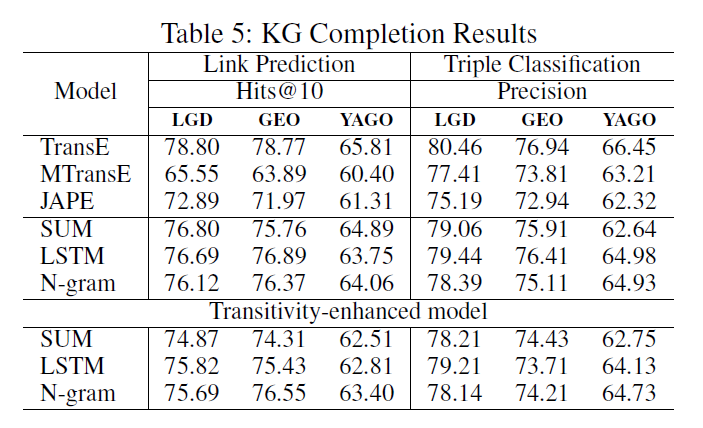 Table 5: KG Completion Results
Model Link Prediction Triple Classification
Hits@10 Precision
LGD GEO YAGO LGD GEO YAGO
TransE 78.80 78.77 65.81 80.46 76.94 66.45
MTransE 65.55 63.89 60.40 77.41 73.81 63.21
JAPE 72.89 71.97 61.31 75.19 72.94 62.32
SUM 76.80 75.76 64.89 79.06 75.91 62.64
LSTM 76.69 76.89 63.75 79.44 76.41 64.98
N-gram 76.12 76.37 64.06 78.39 75.11 64.93
Transitivity-enhanced model
SUM 74.87 74.31 62.51 78.21 74.43 62.75
LSTM 75.82 75.43 62.81 79.21 73.71 64.13
N-gram 75.69 76.55 63.40 78.14 74.21 64.73